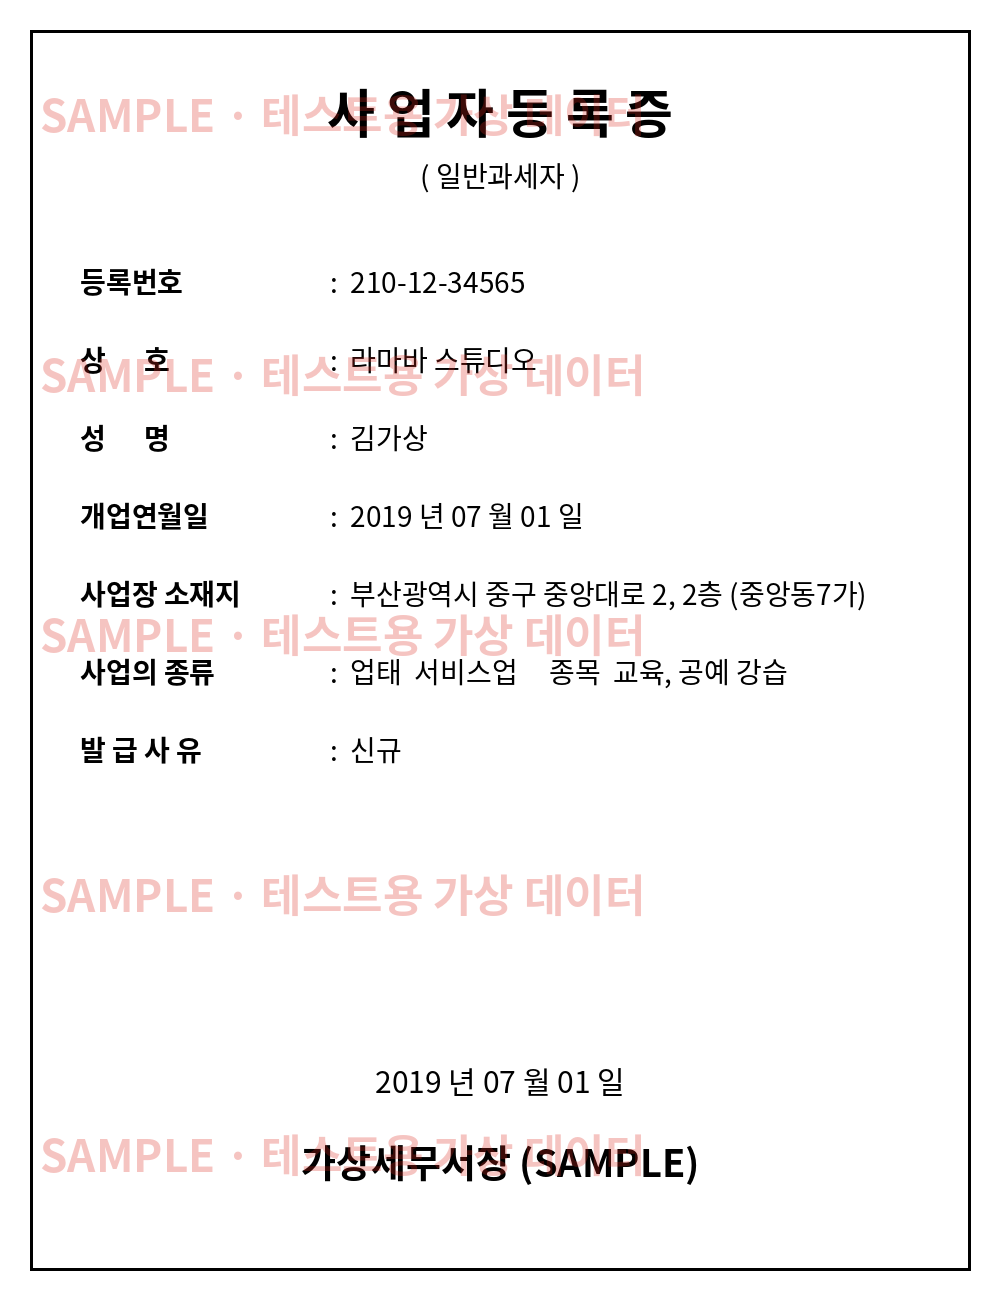 사업자등록증
SAMPLE · 테스트용 가상 데이터
( 일반과세자 )
등록번호 : 210-12-34565
상 호 : 라마바 스튜디오
SAMPLE · 테스트용 가상 데이터
성 명 : 김가상
개업연월일 : 2019 년 07 월 01 일
사업장 소재지 : 부산광역시 중구 중앙대로 2, 2층 (중앙동7가)
SAMPLE · 테스트용 가상 데이터
사업의 종류 : 업태 서비스업 종목 교육, 공예 강습
발 급 사 유 : 신규
SAMPLE · 테스트용 가상 데이터
2019 년 07 월 01 일
SAMPLE · 테스트용 가상 데이터
가상세무서장 (SAMPLE)